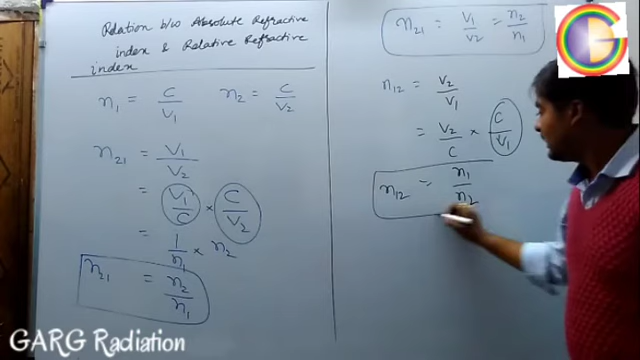 Relation b/w Absolute Refractive
index & Relative Refractive
index
n₁ = C/V₁ n₂ = C/V₂
n₂₁ = V₁/V₂
= V₁/C × C/V₂
= 1/n₁ × n₂
n₂₁ = n₂/n₁
n₂₁ = V₁/V₂ = n₂/n₁
n₁₂ = V₂/V₁
= V₂/C × C/V₁
n₁₂ = n₁/n₂
GARG Radiation